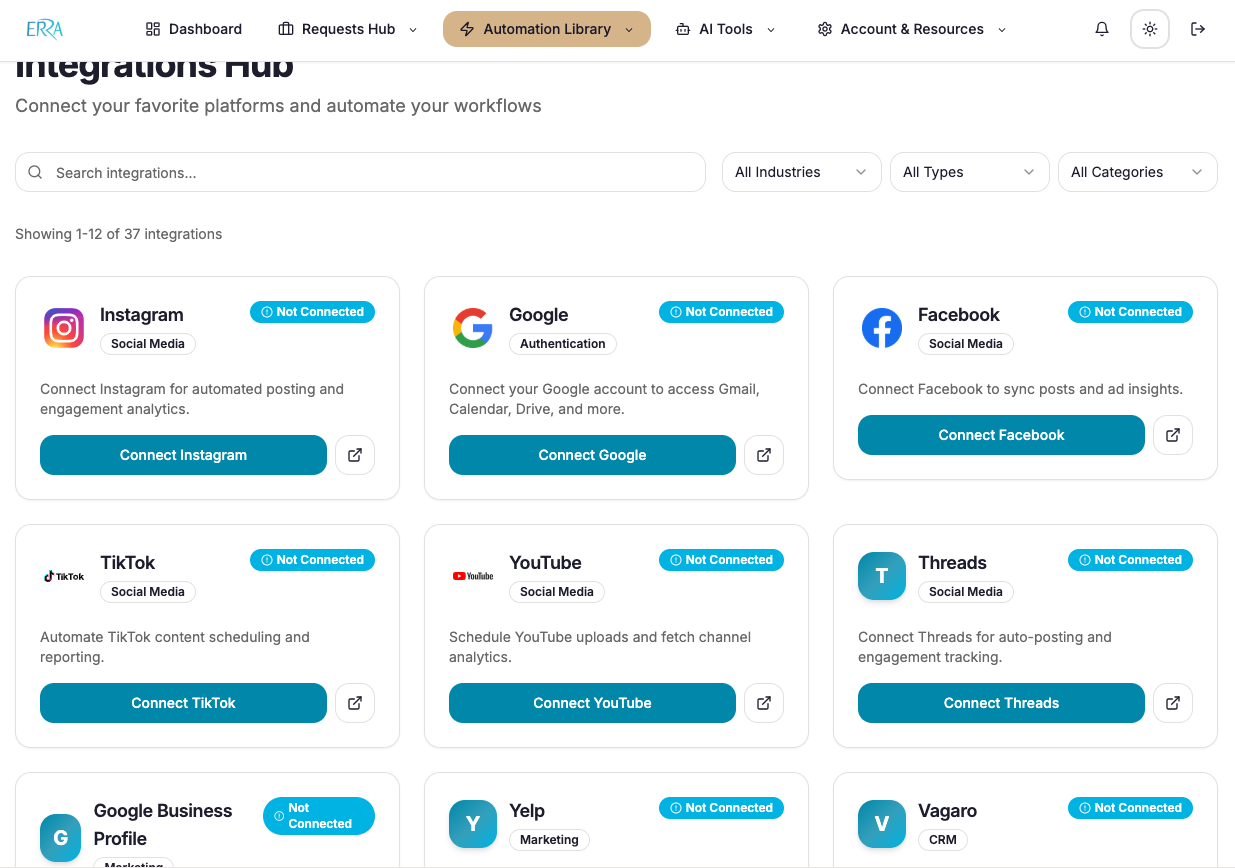 ERRA
Dashboard
Requests Hub
Automation Library
AI Tools
Account & Resources
Integrations Hub
Connect your favorite platforms and automate your workflows
Search integrations...
All Industries
All Types
All Categories
Showing 1-12 of 37 integrations
Instagram
Not Connected
Social Media
Connect Instagram for automated posting and
engagement analytics.
Connect Instagram
Google
Not Connected
Authentication
Connect your Google account to access Gmail,
Calendar, Drive, and more.
Connect Google
Facebook
Not Connected
Social Media
Connect Facebook to sync posts and ad insights.
Connect Facebook
TikTok
TikTok
Not Connected
Social Media
Automate TikTok content scheduling and
reporting.
Connect TikTok
YouTube
YouTube
Not Connected
Social Media
Schedule YouTube uploads and fetch channel
analytics.
Connect YouTube
T
Threads
Not Connected
Social Media
Connect Threads for auto-posting and
engagement tracking.
Connect Threads
G
Google Business
Profile
Not
Connected
Marketing
Y
Yelp
Not Connected
Marketing
V
Vagaro
Not Connected
CRM